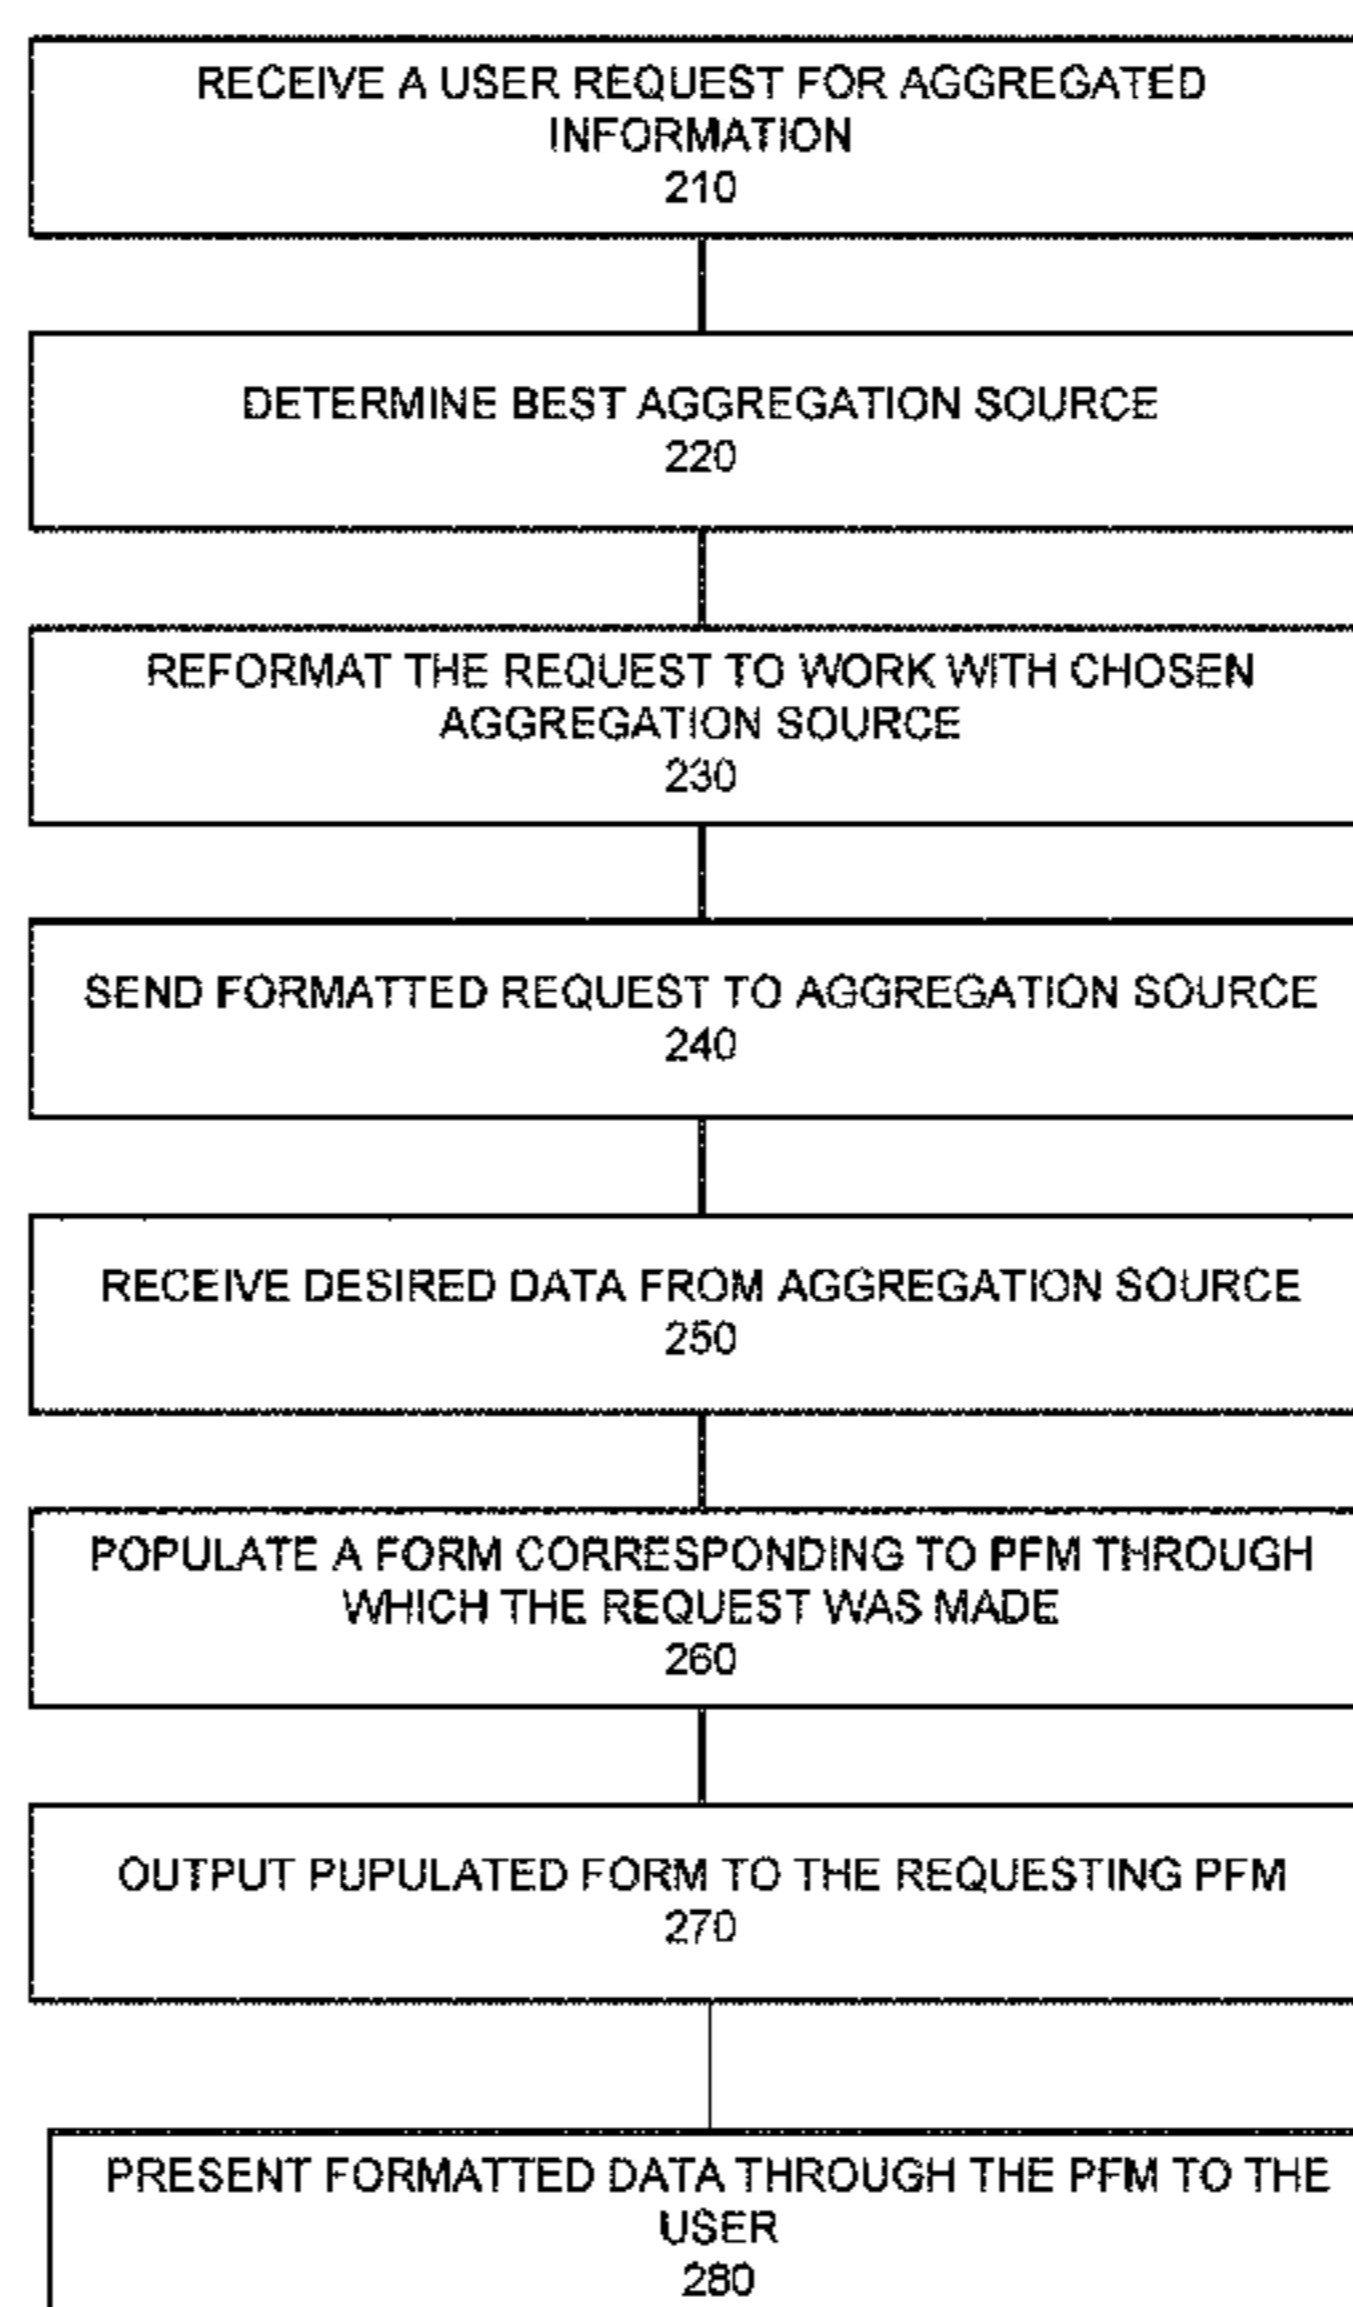 RECEIVE A USER REQUEST FOR AGGREGATED
INFORMATION
210
DETERMINE BEST AGGREGATION SOURCE
220
REFORMAT THE REQUEST TO WORK WITH CHOSEN
AGGREGATION SOURCE
230
SEND FORMATTED REQUEST TO AGGREGATION SOURCE
240
RECEIVE DESIRED DATA FROM AGGREGATION SOURCE
250
POPULATE A FORM CORRESPONDING TO PFM THROUGH
WHICH THE REQUEST WAS MADE
260
OUTPUT PUPULATED FORM TO THE REQUESTING PFM
270
PRESENT FORMATTED DATA THROUGH THE PFM TO THE
USER
280